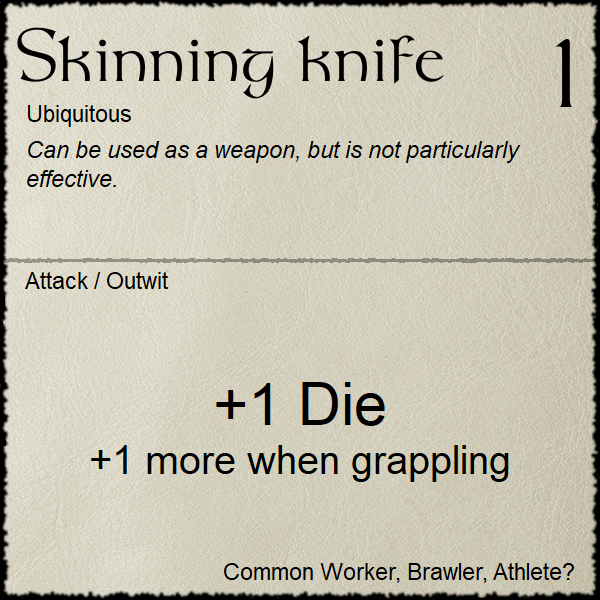 Skinning knife
1
Ubiquitous
Can be used as a weapon, but is not particularly
effective.
Attack / Outwit
+1 Die
+1 more when grappling
Common Worker, Brawler, Athlete?